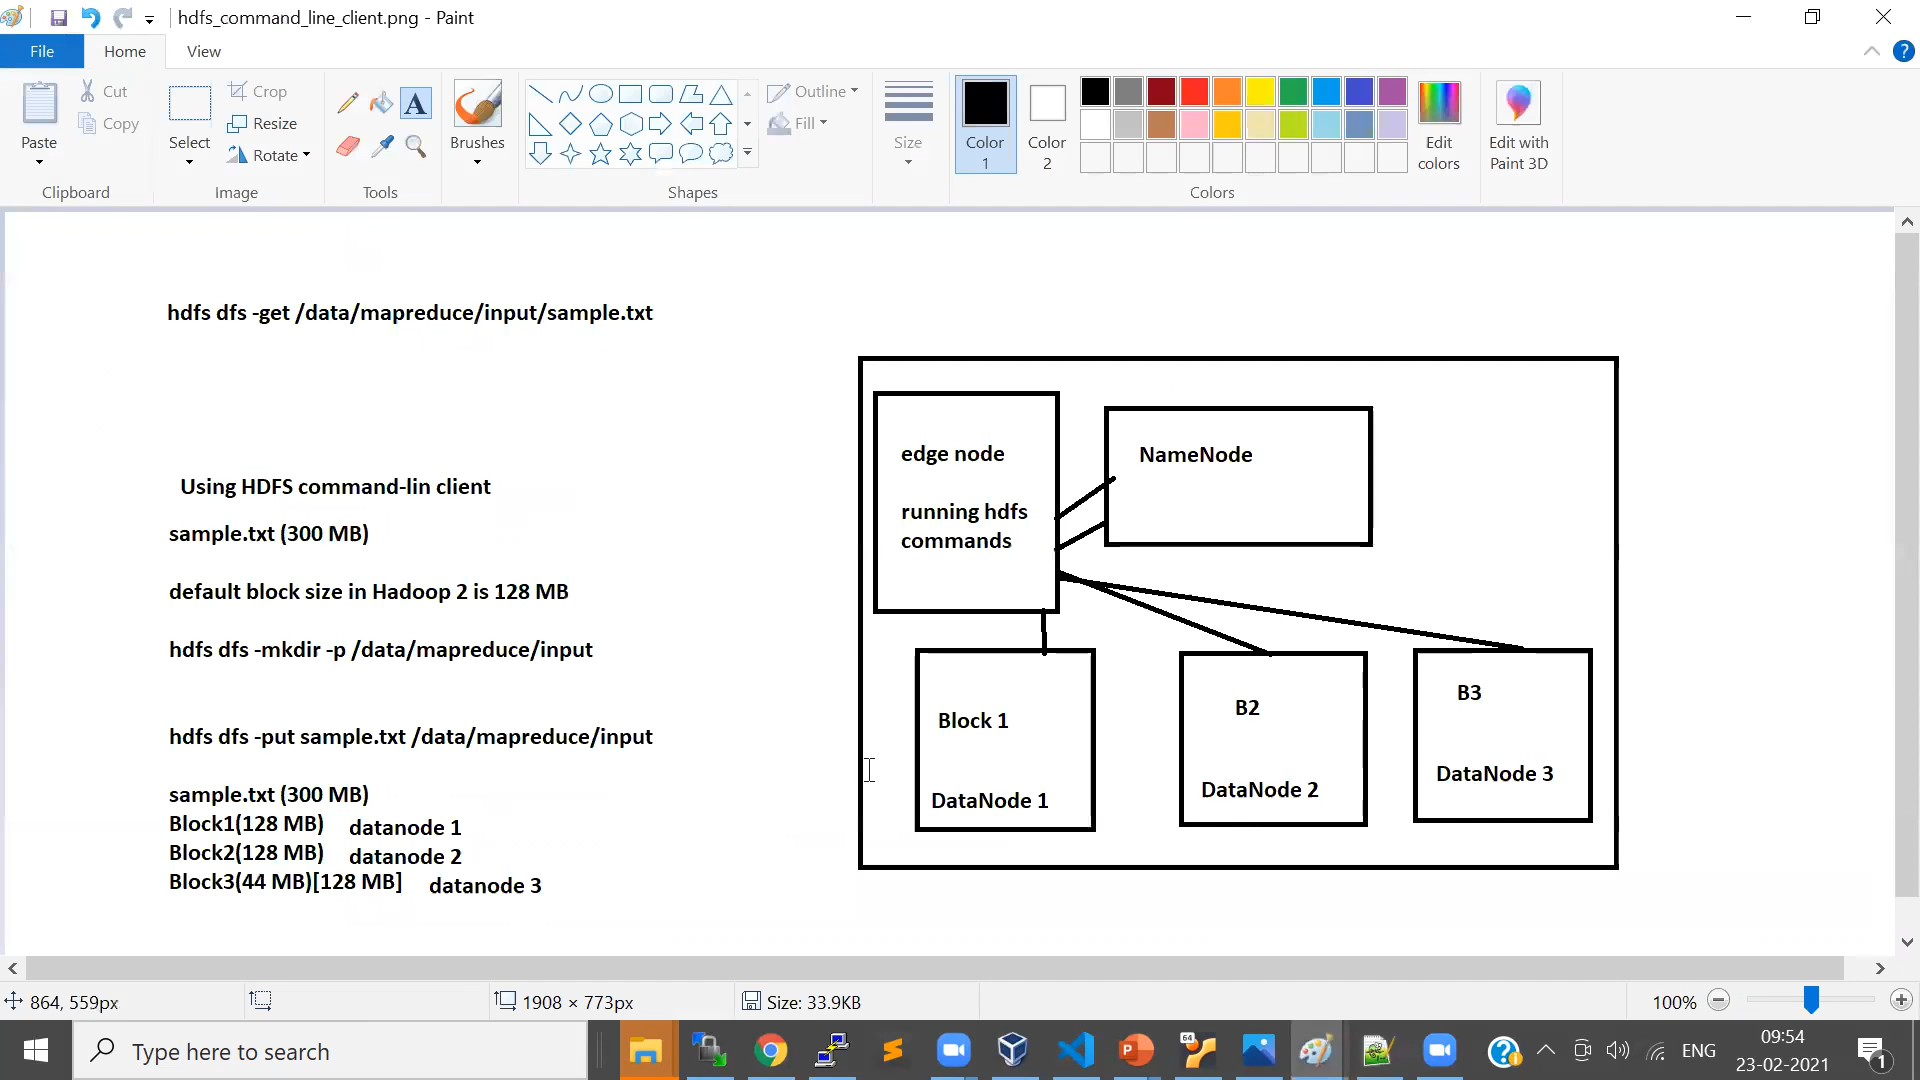 hdfs_command_line_client.png - Paint
File
Home
View
Paste
Cut
Copy
Clipboard
Select
Crop
Resize
Rotate
Image
A
Tools
Brushes
Shapes
Outline
Fill
Size
Color
1
Color
2
Colors
Edit
colors
Edit with
Paint 3D
?
hdfs dfs -get /data/mapreduce/input/sample.txt
Using HDFS command-lin client
sample.txt (300 MB)
default block size in Hadoop 2 is 128 MB
hdfs dfs -mkdir -p /data/mapreduce/input
hdfs dfs -put sample.txt /data/mapreduce/input
sample.txt (300 MB)
Block1(128 MB) datanode 1
Block2(128 MB) datanode 2
Block3(44 MB)[128 MB] datanode 3
edge node
running hdfs
commands
NameNode
Block 1
DataNode 1
B2
DataNode 2
B3
DataNode 3
864, 559px
1908 × 773px
Size: 33.9KB
100%
Type here to search
64
ENG
09:54
23-02-2021
1